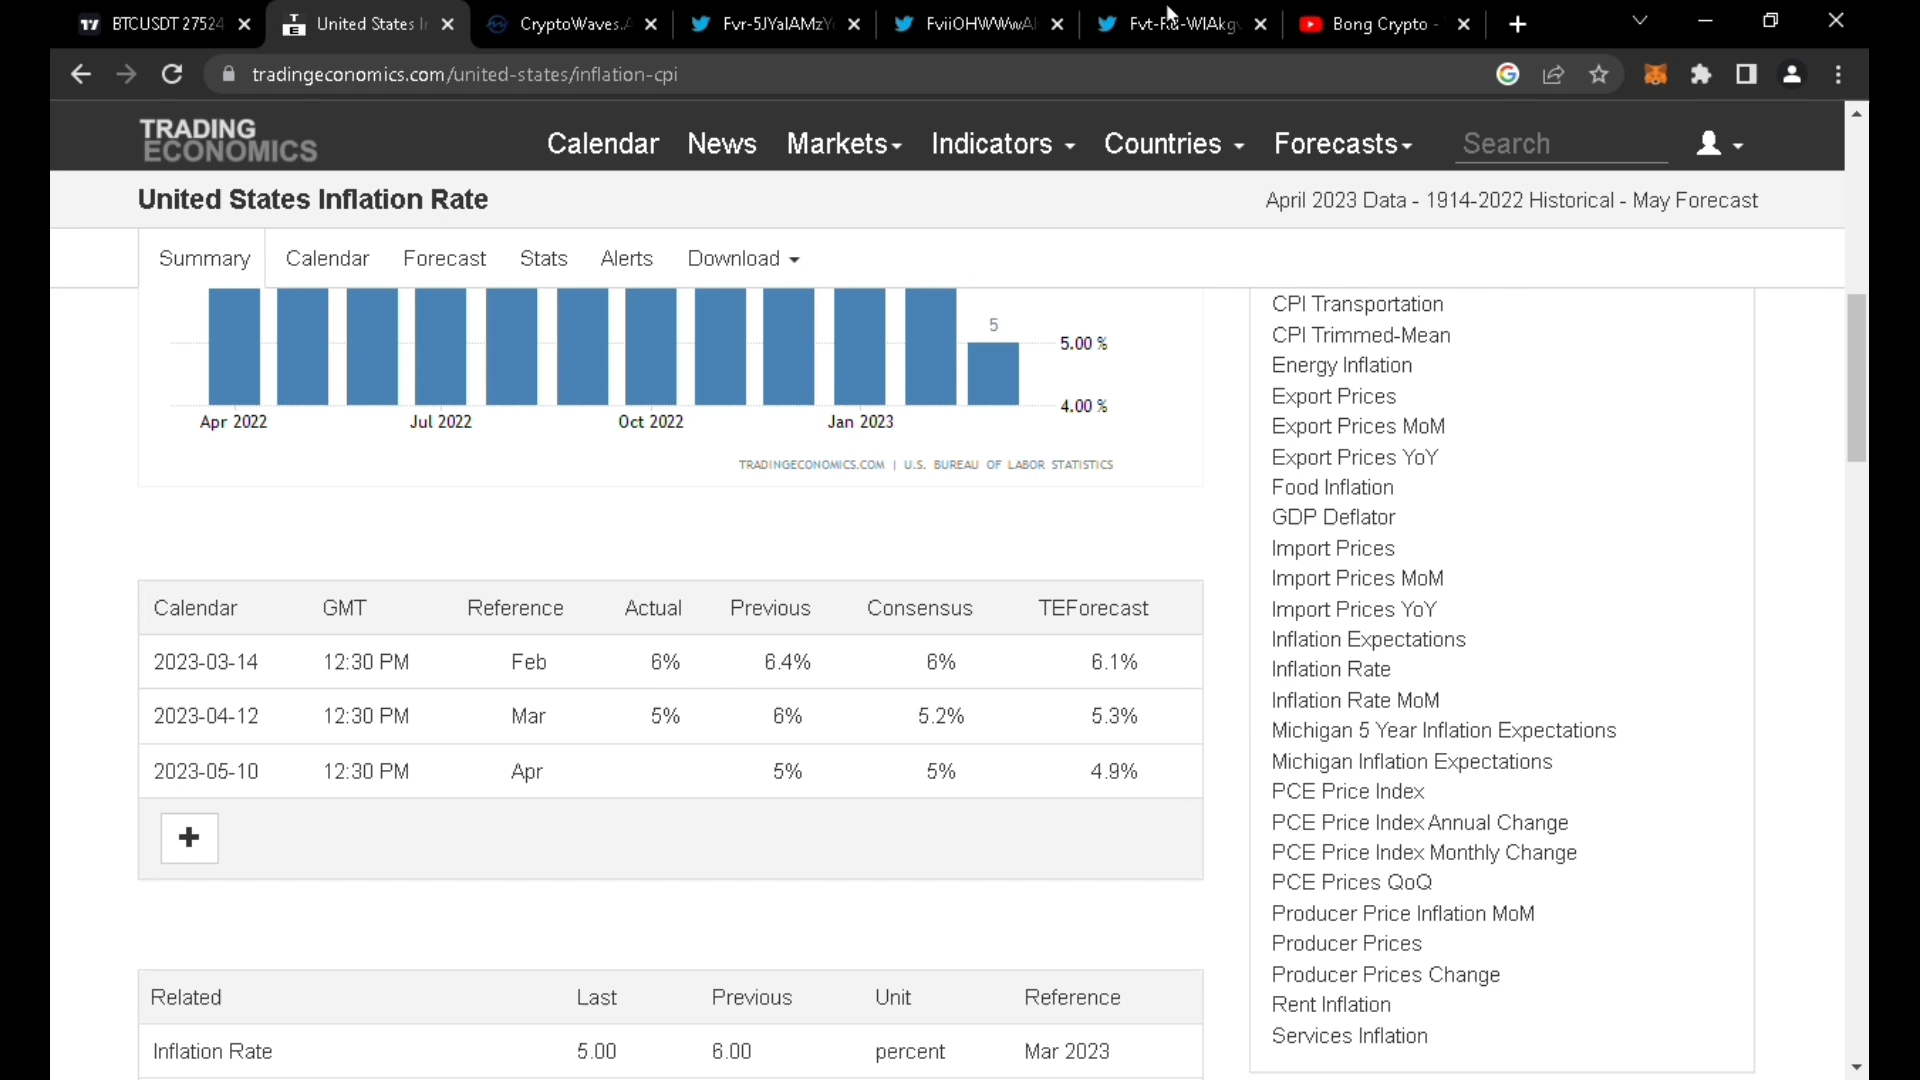 BTCUSDT 27524
United States I
CryptoWaves.
Fvr-5JYaIAMzY
FviiOHWWwA
Bong Crypto -
tradingeconomics.com/united-states/inflation-cpi
TRADING
ECONOMICS
Calendar News Markets Indicators Countries Forecasts Search
United States Inflation Rate
April 2023 Data - 1914-2022 Historical - May Forecast
Summary Calendar Forecast Stats Alerts Download
5
5.00 %
4.00 %
Apr 2022 Jul 2022 Oct 2022 Jan 2023
TRADINGECONOMICS.COM | U.S. BUREAU OF LABOR STATISTICS
Calendar GMT Reference Actual Previous Consensus TEForecast
2023-03-14 12:30 PM Feb 6% 6.4% 6% 6.1%
2023-04-12 12:30 PM Mar 5% 6% 5.2% 5.3%
2023-05-10 12:30 PM Apr 5% 5% 4.9%
+
Related Last Previous Unit Reference
Inflation Rate 5.00 6.00 percent Mar 2023
CPI Transportation
CPI Trimmed-Mean
Energy Inflation
Export Prices
Export Prices MoM
Export Prices YoY
Food Inflation
GDP Deflator
Import Prices
Import Prices MoM
Import Prices YoY
Inflation Expectations
Inflation Rate
Inflation Rate MoM
Michigan 5 Year Inflation Expectations
Michigan Inflation Expectations
PCE Price Index
PCE Price Index Annual Change
PCE Price Index Monthly Change
PCE Prices QoQ
Producer Price Inflation MoM
Producer Prices
Producer Prices Change
Rent Inflation
Services Inflation